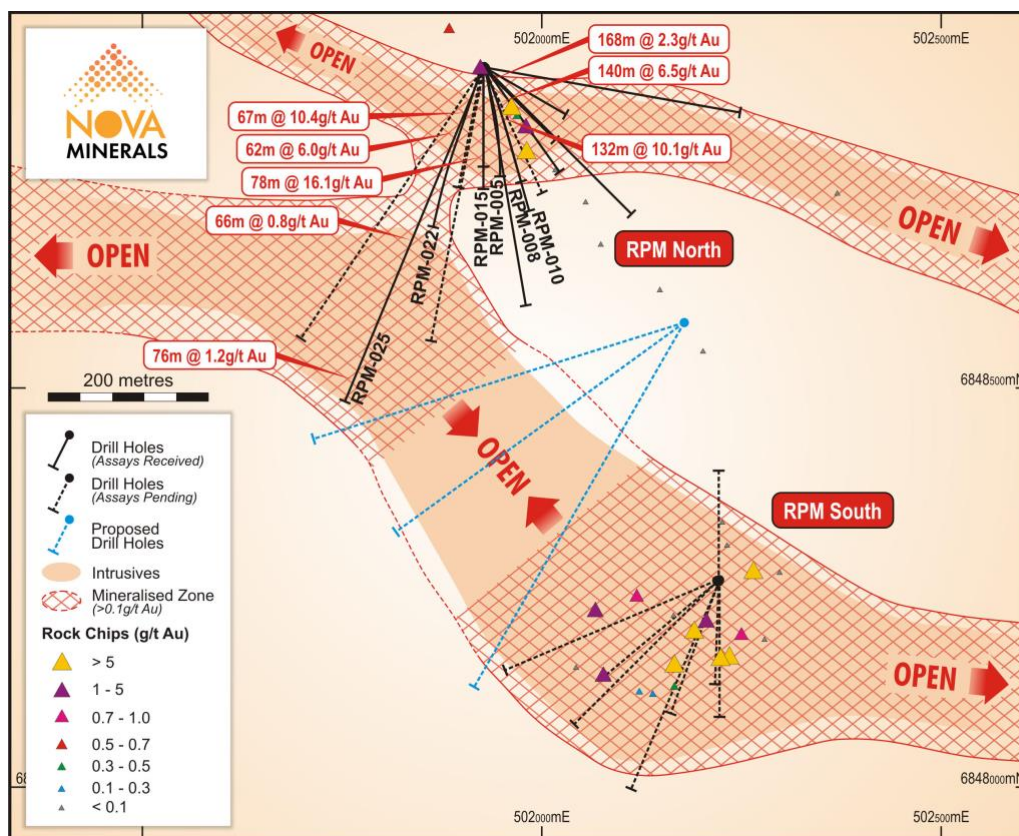 502000mE
502500mE
NOVA
MINERALS
OPEN
168m @ 2.3g/t Au
140m @ 6.5g/t Au
67m @ 10.4g/t Au
62m @ 6.0g/t Au
132m @ 10.1g/t Au
78m @ 16.1g/t Au
66m @ 0.8g/t Au
RPM-022
RPM-015
RPM-005
RPM-008
RPM-010
RPM North
OPEN
OPEN
76m @ 1.2g/t Au
RPM-025
200 metres
6848500mN
OPEN
RPM South
Drill Holes
(Assays Received)
Drill Holes
(Assays Pending)
Proposed
Drill Holes
Intrusives
Mineralised Zone
(>0.1g/t Au)
Rock Chips (g/t Au)
> 5
1 - 5
0.7 - 1.0
0.5 - 0.7
0.3 - 0.5
0.1 - 0.3
< 0.1
OPEN
68
6848000mN
502000mE
502500mE